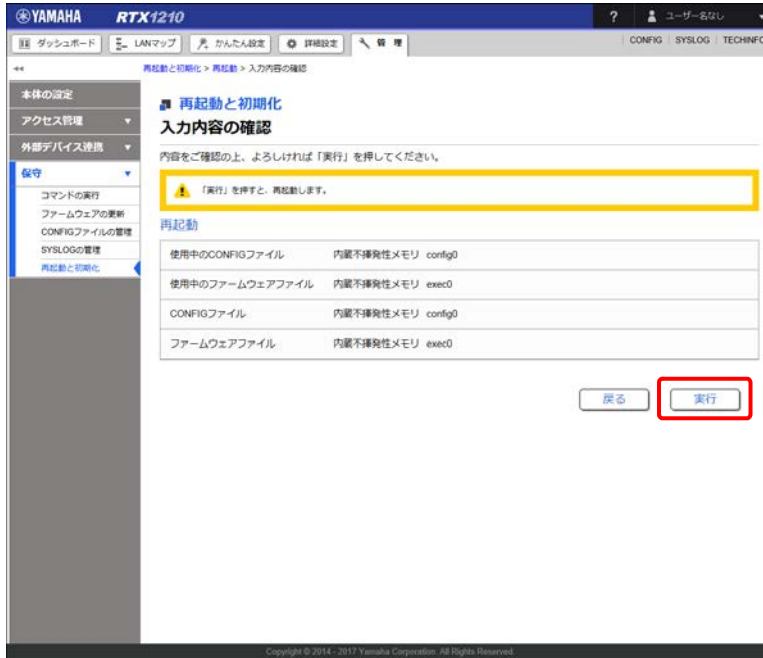 YAMAHA RTX1210 ? ユーザーなし
ダッシュボード LANマップ かんたん設定 詳細設定 管理 CONFIG SYSLOG TECHINFO
再起動と初期化 > 再起動 > 入力内容の確認
本体の設定
アクセス管理
外部デバイス連携
保守
コマンドの実行
ファームウェアの更新
CONFIGファイルの管理
SYSLOGの管理
再起動と初期化
再起動と初期化
入力内容の確認
内容をご確認の上、よろしければ「実行」を押してください。
「実行」を押すと、再起動します。
再起動
使用中のCONFIGファイル 内蔵不揮発性メモリ config0
使用中のファームウェアファイル 内蔵不揮発性メモリ exec0
CONFIGファイル 内蔵不揮発性メモリ config0
ファームウェアファイル 内蔵不揮発性メモリ exec0
戻る 実行
Copyright © 2014 - 2017 Yamaha Corporation. All Rights Reserved.